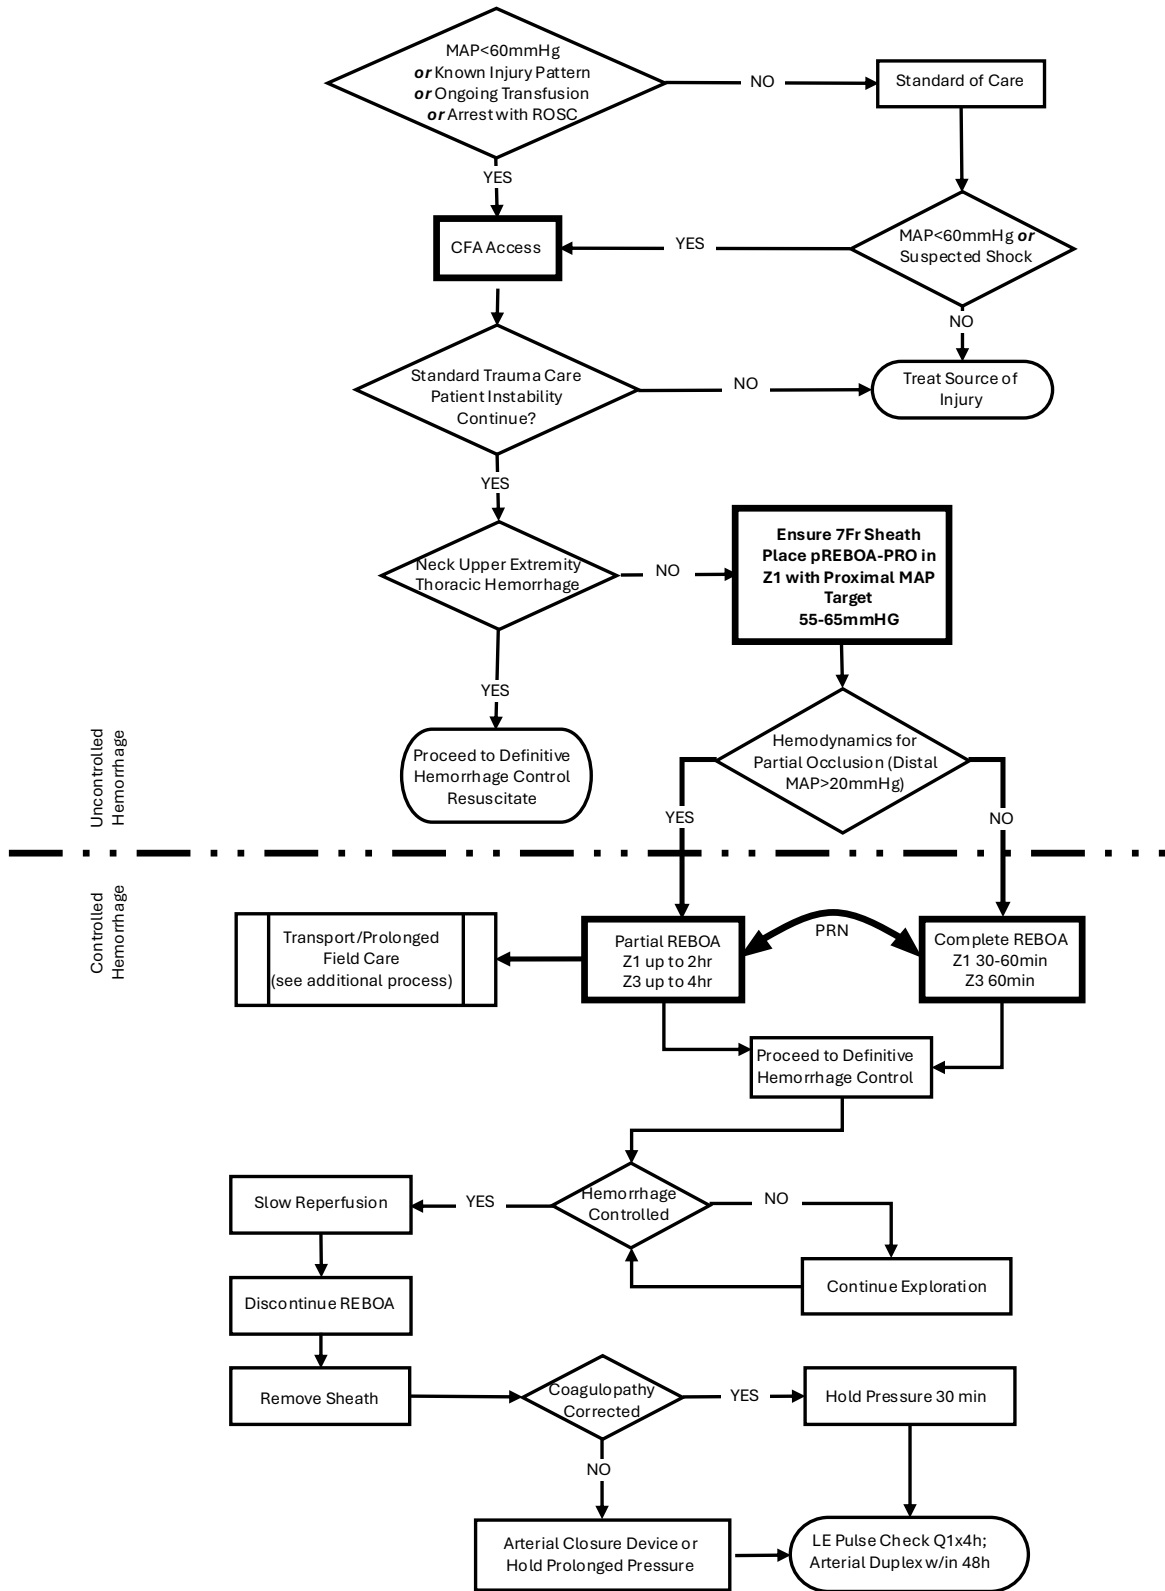 MAP<60mmHg
or Known Injury Pattern
or Ongoing Transfusion
or Arrest with ROSC
NO
Standard of Care
YES
CFA Access
YES
MAP<60mmHg or
Suspected Shock
NO
Standard Trauma Care
Patient Instability
Continue?
NO
Treat Source of
Injury
YES
Neck Upper Extremity
Thoracic Hemorrhage
NO
Ensure 7Fr Sheath
Place pREBOA-PRO in
Z1 with Proximal MAP
Target
55-65mmHG
YES
Proceed to Definitive
Hemorrhage Control
Resuscitate
Hemodynamics for
Partial Occlusion (Distal
MAP>20mmHg)
YES
NO
Uncontrolled
Hemorrhage
Controlled
Hemorrhage
Transport/Prolonged
Field Care
(see additional process)
Partial REBOA
Z1 up to 2hr
Z3 up to 4hr
PRN
Complete REBOA
Z1 30-60min
Z3 60min
Proceed to Definitive
Hemorrhage Control
Hemorrhage
Controlled
YES
NO
Slow Reperfusion
Continue Exploration
Discontinue REBOA
Remove Sheath
Coagulopathy
Corrected
YES
Hold Pressure 30 min
NO
Arterial Closure Device or
Hold Prolonged Pressure
LE Pulse Check Q1x4h;
Arterial Duplex w/in 48h